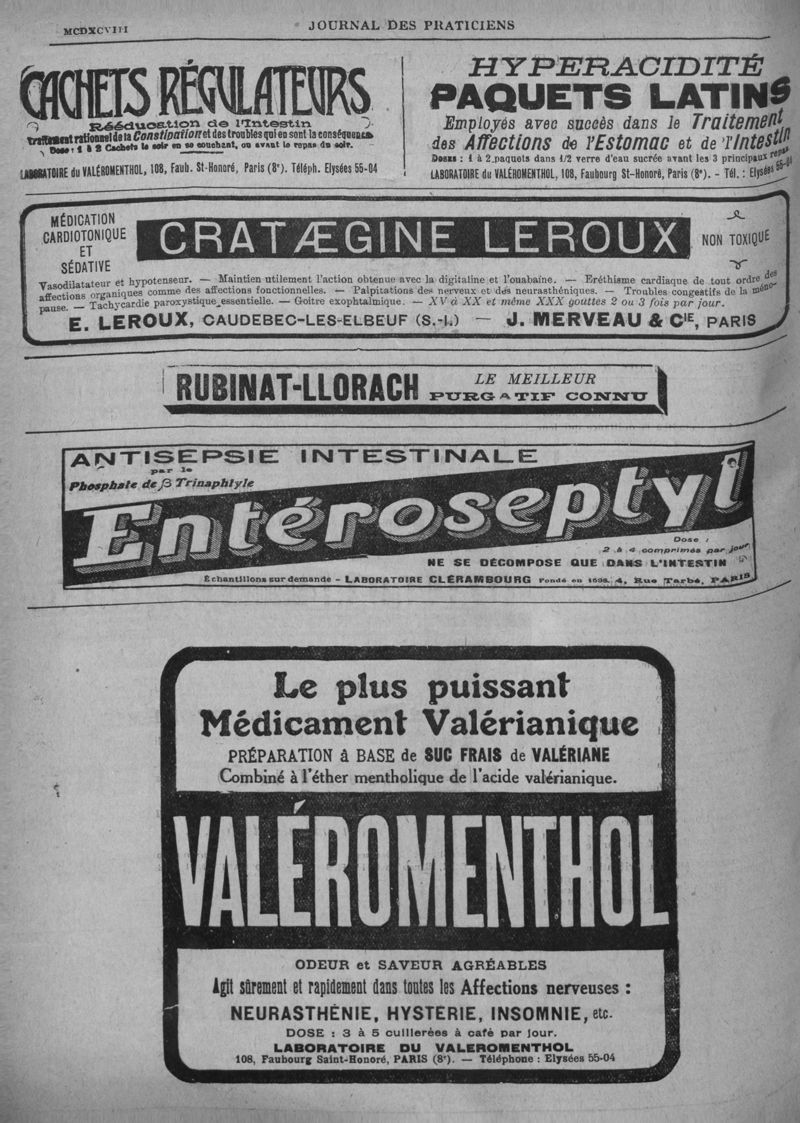 MCDXCVIII
JOURNAL DES PRATICIENS
CACHETS RÉGULATEURS
Rééducation de l'Intestin
Traitement rationnel de la Constipation et des troubles qui en sont la conséquence
Dose : 1 à 2 Cachets le soir en se couchant, ou avant le repas du soir.
LABORATOIRE du VALÉROMENTHOL, 108, Faub. St-Honoré, Paris (8e). Téléph. Elysées 55-04
HYPERACIDITÉ
PAQUETS LATINS
Employés avec succès dans le Traitement
des Affections de l'Estomac et de l'Intestin
Doses : 1 à 2 paquets dans 1/2 verre d'eau sucrée avant les 3 principaux repas
LABORATOIRE du VALÉROMENTHOL, 108, Faubourg St-Honoré, Paris (8e). - Tél. : Elysées 55-04
MÉDICATION
CARDIOTONIQUE
ET
SÉDATIVE
CRATÆGINE LEROUX
NON TOXIQUE
Vasodilatateur et hypotenseur. — Maintien utilement l'action obtenue avec la digitaline et l'ouabaïne. — Eréthisme cardiaque de tout ordre des
affections organiques comme des affections fonctionnelles. — Palpitations des nerveux et des neurasthéniques. — Troubles congestifs de la méno-
pause. — Tachycardie paroxystique essentielle. — Goitre exophtalmique. — XV à XX et même XXX gouttes 2 ou 3 fois par jour.
E. LEROUX, CAUDEBEC-LES-ELBEUF (S.-I.) — J. MERVEAU & CIE, PARIS
RUBINAT-LLORACH
LE MEILLEUR
PURGATIF CONNU
ANTISEPSIE INTESTINALE
par le
Phosphate de β Trinaphtyle
Entéroseptyl
Dose :
2 à 4 comprimés par jour
NE SE DÉCOMPOSE QUE DANS L'INTESTIN
Échantillons sur demande - LABORATOIRE CLÉRAMBOURG Fondé en 1898. 4, Rue Tarbé, PARIS
Le plus puissant
Médicament Valérianique
PRÉPARATION à BASE de SUC FRAIS de VALÉRIANE
Combiné à l'éther mentholique de l'acide valérianique.
VALÉROMENTHOL
ODEUR et SAVEUR AGRÉABLES
Agit sûrement et rapidement dans toutes les Affections nerveuses :
NEURASTHÉNIE, HYSTERIE, INSOMNIE, etc.
DOSE : 3 à 5 cuillerées à café par jour.
LABORATOIRE DU VALEROMENTHOL
108, Faubourg Saint-Honoré, PARIS (8e). — Téléphone : Elysées 55-04